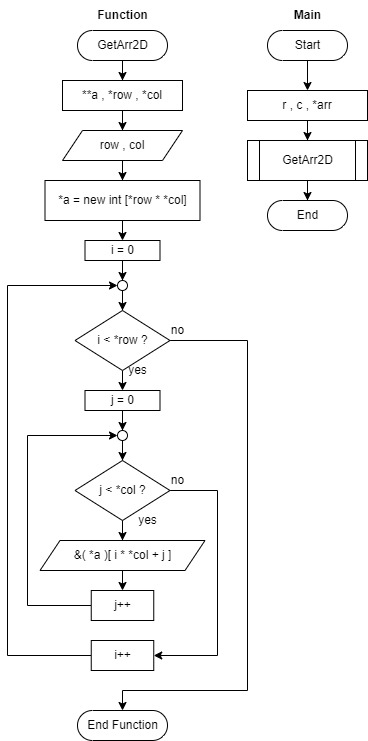 Function
GetArr2D
**a , *row , *col
row , col
*a = new int [*row * *col]
i = 0
i < *row ?
no
yes
j = 0
j < *col ?
no
yes
&( *a )[ i * *col + j ]
j++
i++
End Function
Main
Start
r , c , *arr
GetArr2D
End